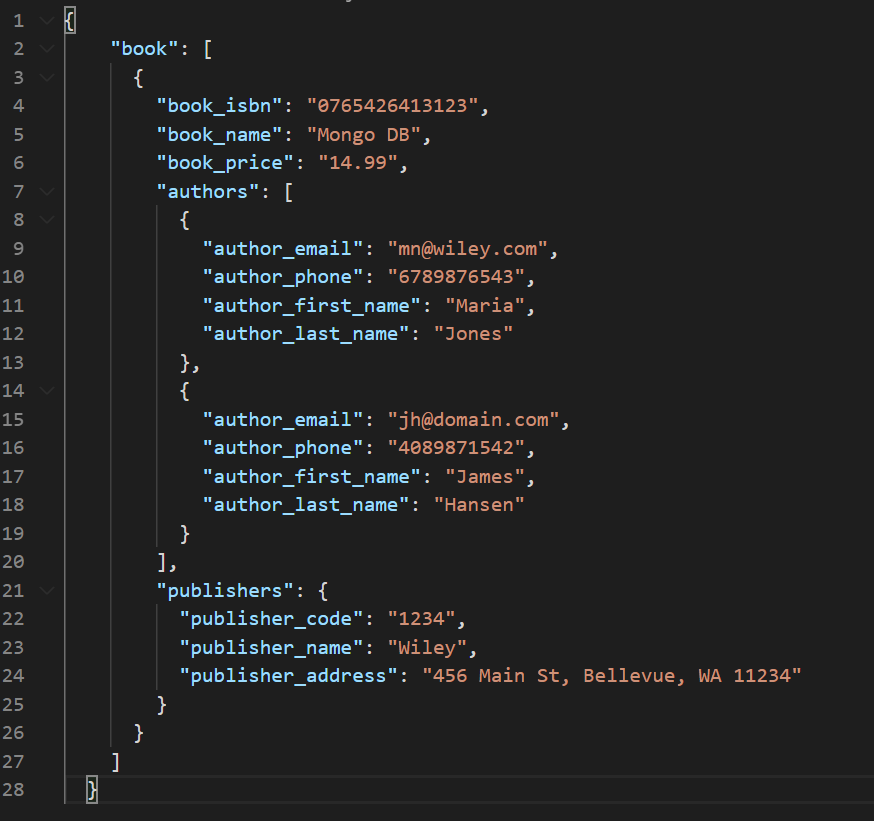 1 {
2     "book": [
3       {
4         "book_isbn": "0765426413123",
5         "book_name": "Mongo DB",
6         "book_price": "14.99",
7         "authors": [
8           {
9             "author_email": "mn@wiley.com",
10             "author_phone": "6789876543",
11             "author_first_name": "Maria",
12             "author_last_name": "Jones"
13           },
14           {
15             "author_email": "jh@domain.com",
16             "author_phone": "4089871542",
17             "author_first_name": "James",
18             "author_last_name": "Hansen"
19           }
20         ],
21         "publishers": {
22           "publisher_code": "1234",
23           "publisher_name": "Wiley",
24           "publisher_address": "456 Main St, Bellevue, WA 11234"
25         }
26       }
27     ]
28   }